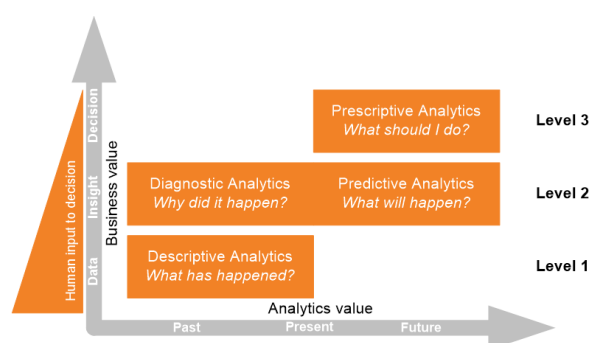 Prescriptive Analytics
What should I do?
Level 3
Diagnostic Analytics
Why did it happen?
Predictive Analytics
What will happen?
Level 2
Descriptive Analytics
What has happened?
Level 1
Human input to decision
Decision
Insight
Data
Business value
Analytics value
Past
Present
Future